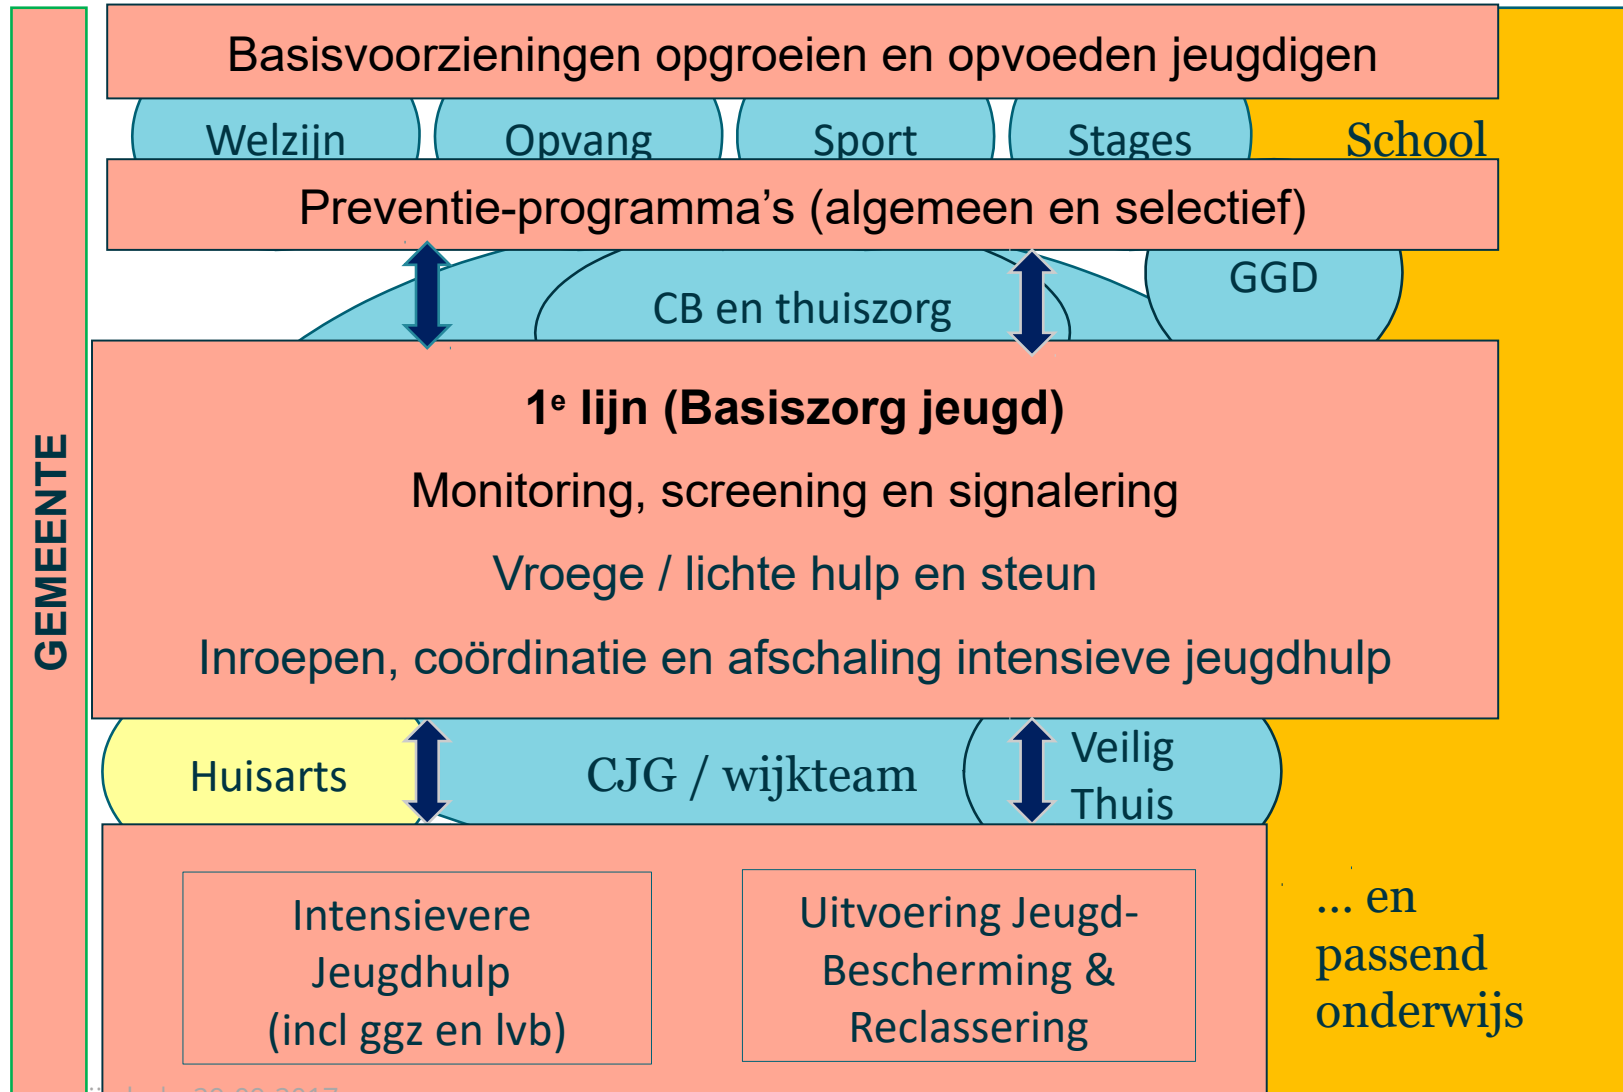 Basisvoorzieningen opgroeien en opvoeden jeugdigen
Welzijn
Opvang
Sport
Stages
School
Preventie-programma’s (algemeen en selectief)
GGD
CB en thuiszorg
GEMEENTE
1e lijn (Basiszorg jeugd)
Monitoring, screening en signalering
Vroege / lichte hulp en steun
Inroepen, coördinatie en afschaling intensieve jeugdhulp
Huisarts
CJG / wijkteam
Veilig
Thuis
Intensievere
Jeugdhulp
(incl ggz en lvb)
Uitvoering Jeugd-
Bescherming &
Reclassering
... en
passend
onderwijs